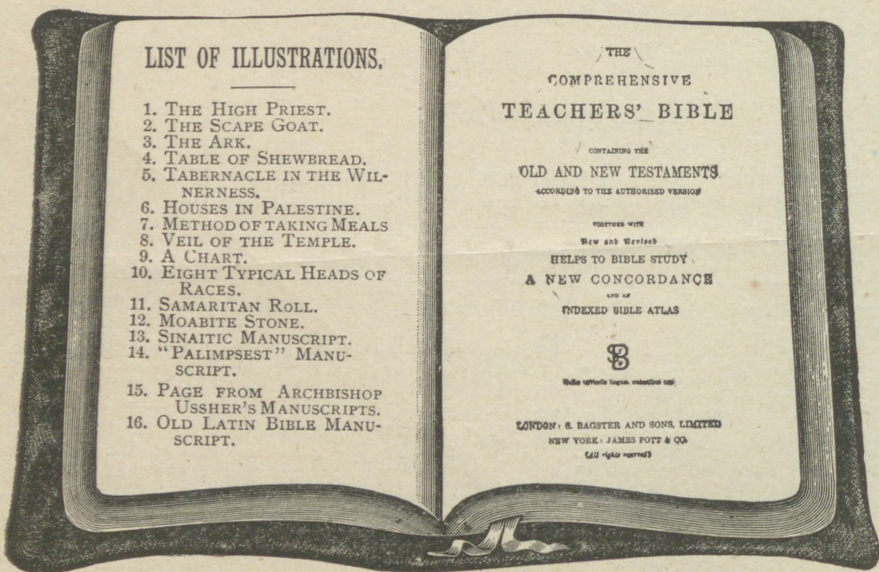 LIST OF ILLUSTRATIONS.
1. THE HIGH PRIEST.
2. THE SCAPE GOAT.
3. THE ARK.
4. TABLE OF SHEWBREAD.
5. TABERNACLE IN THE WIL-
NERNESS.
6. HOUSES IN PALESTINE.
7. METHOD OF TAKING MEALS
8. VEIL OF THE TEMPLE.
9. A CHART.
10. EIGHT TYPICAL HEADS OF
RACES.
11. SAMARITAN ROLL.
12. MOABITE STONE.
13. SINAITIC MANUSCRIPT.
14. "PALIMPSEST" MANU-
SCRIPT.
15. PAGE FROM ARCHBISHOP
USSHER'S MANUSCRIPTS.
16. OLD LATIN BIBLE MANU-
SCRIPT.
THE
COMPREHENSIVE
TEACHERS' BIBLE
CONTAINING THE
OLD AND NEW TESTAMENTS
ACCORDING TO THE AUTHORISED VERSION
TOGETHER WITH
New and Revised
HELPS TO BIBLE STUDY
A NEW CONCORDANCE
AND AN
INDEXED BIBLE ATLAS
LONDON: S. BAGSTER AND SONS, LIMITED
NEW YORK: JAMES POTT & CO.
(All rights reserved)